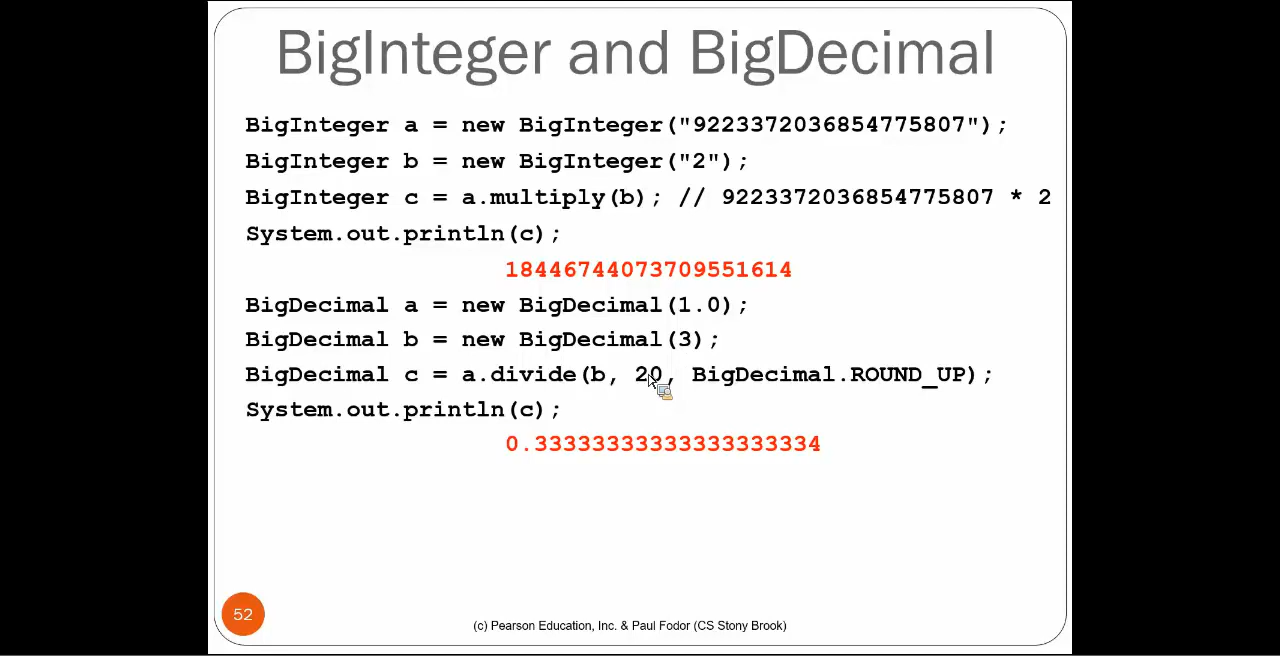 BigInteger and BigDecimal
BigInteger a = new BigInteger("9223372036854775807");
BigInteger b = new BigInteger("2");
BigInteger c = a.multiply(b); // 9223372036854775807 * 2
System.out.println(c);
18446744073709551614
BigDecimal a = new BigDecimal(1.0);
BigDecimal b = new BigDecimal(3);
BigDecimal c = a.divide(b, 20, BigDecimal.ROUND_UP);
System.out.println(c);
0.33333333333333333334
52
(c) Pearson Education, Inc. & Paul Fodor (CS Stony Brook)